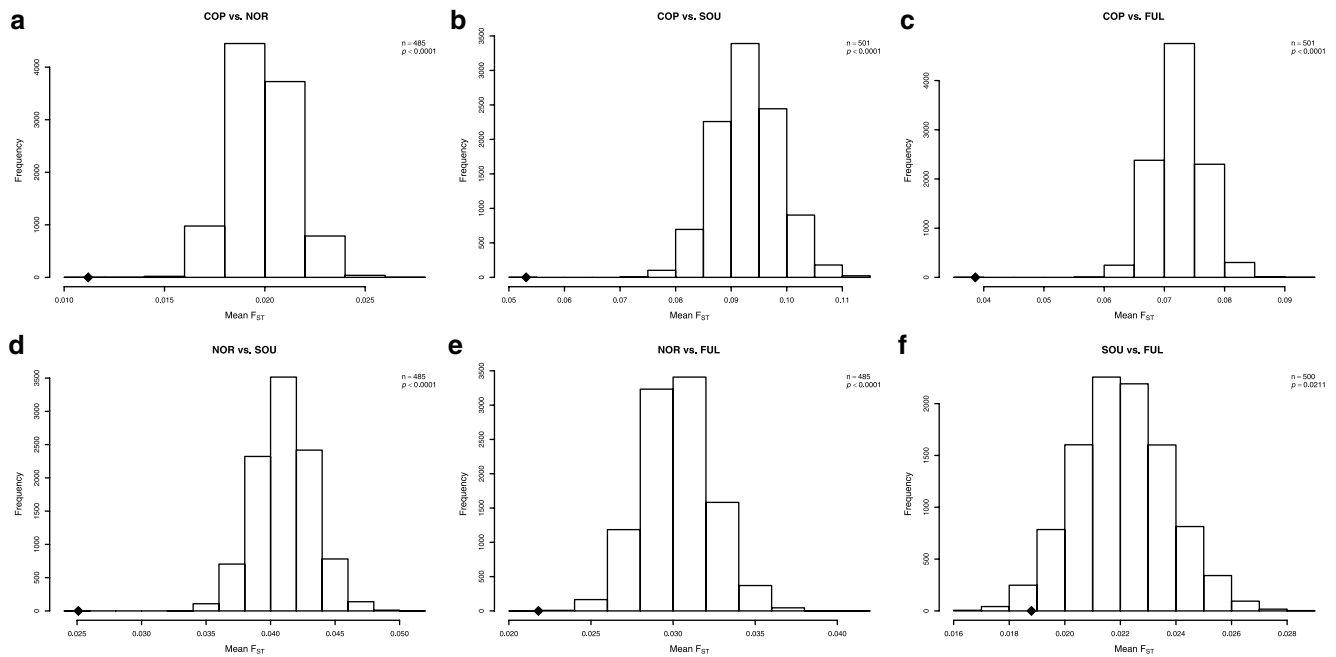 a
COP vs. NOR
n = 485
p < 0.0001
Frequency
0
1000
2000
3000
4000
0.010
0.015
0.020
0.025
Mean FST
b
COP vs. SOU
n = 501
p < 0.0001
Frequency
0
500
1000
1500
2000
2500
3000
3500
0.05
0.06
0.07
0.08
0.09
0.10
0.11
Mean FST
c
COP vs. FUL
n = 501
p < 0.0001
Frequency
0
1000
2000
3000
4000
0.04
0.05
0.06
0.07
0.08
0.09
Mean FST
d
NOR vs. SOU
n = 485
p < 0.0001
Frequency
0
500
1000
1500
2000
2500
3000
3500
0.025
0.030
0.035
0.040
0.045
0.050
Mean FST
e
NOR vs. FUL
n = 485
p < 0.0001
Frequency
0
500
1000
1500
2000
2500
3000
3500
0.020
0.025
0.030
0.035
0.040
Mean FST
f
SOU vs. FUL
n = 500
p = 0.0211
Frequency
0
500
1000
1500
2000
0.016
0.018
0.020
0.022
0.024
0.026
0.028
Mean FST